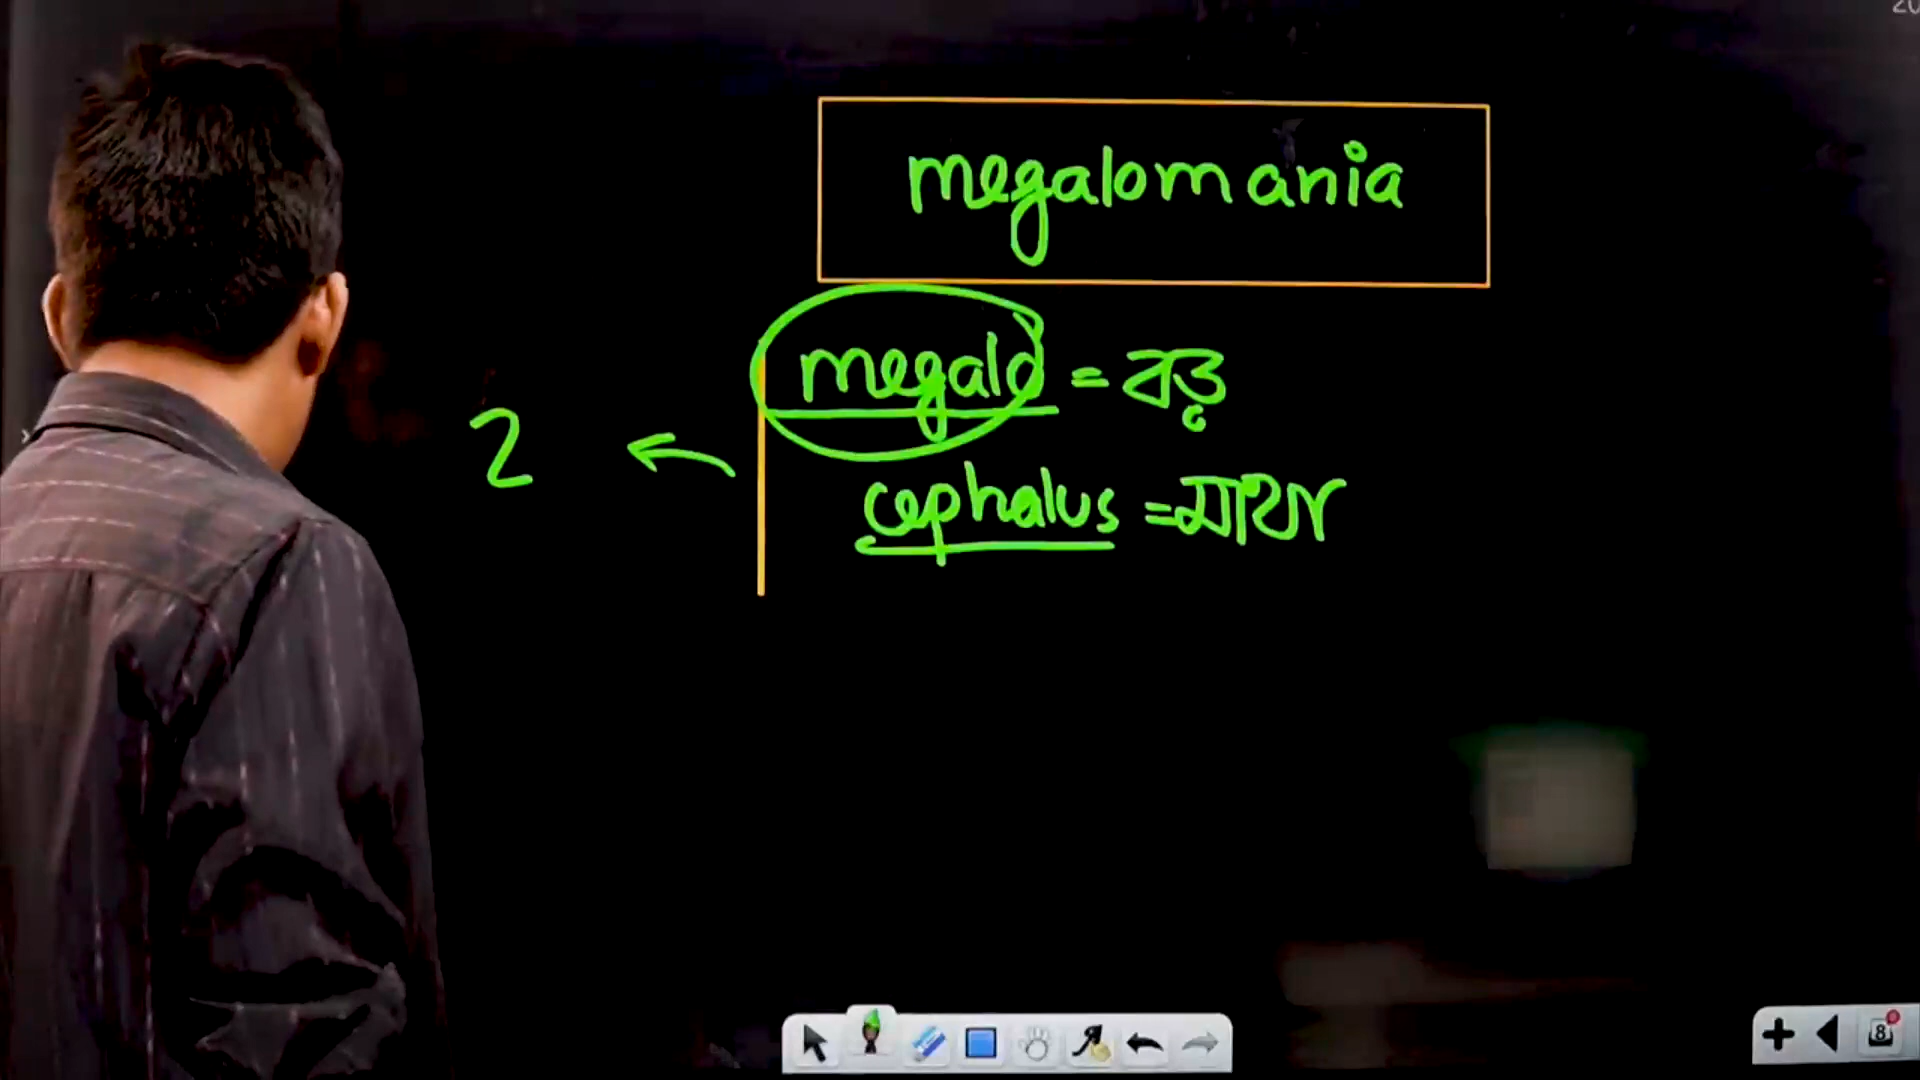 megalomania
megalo = বড়
2 ←
cephalus = মাথা